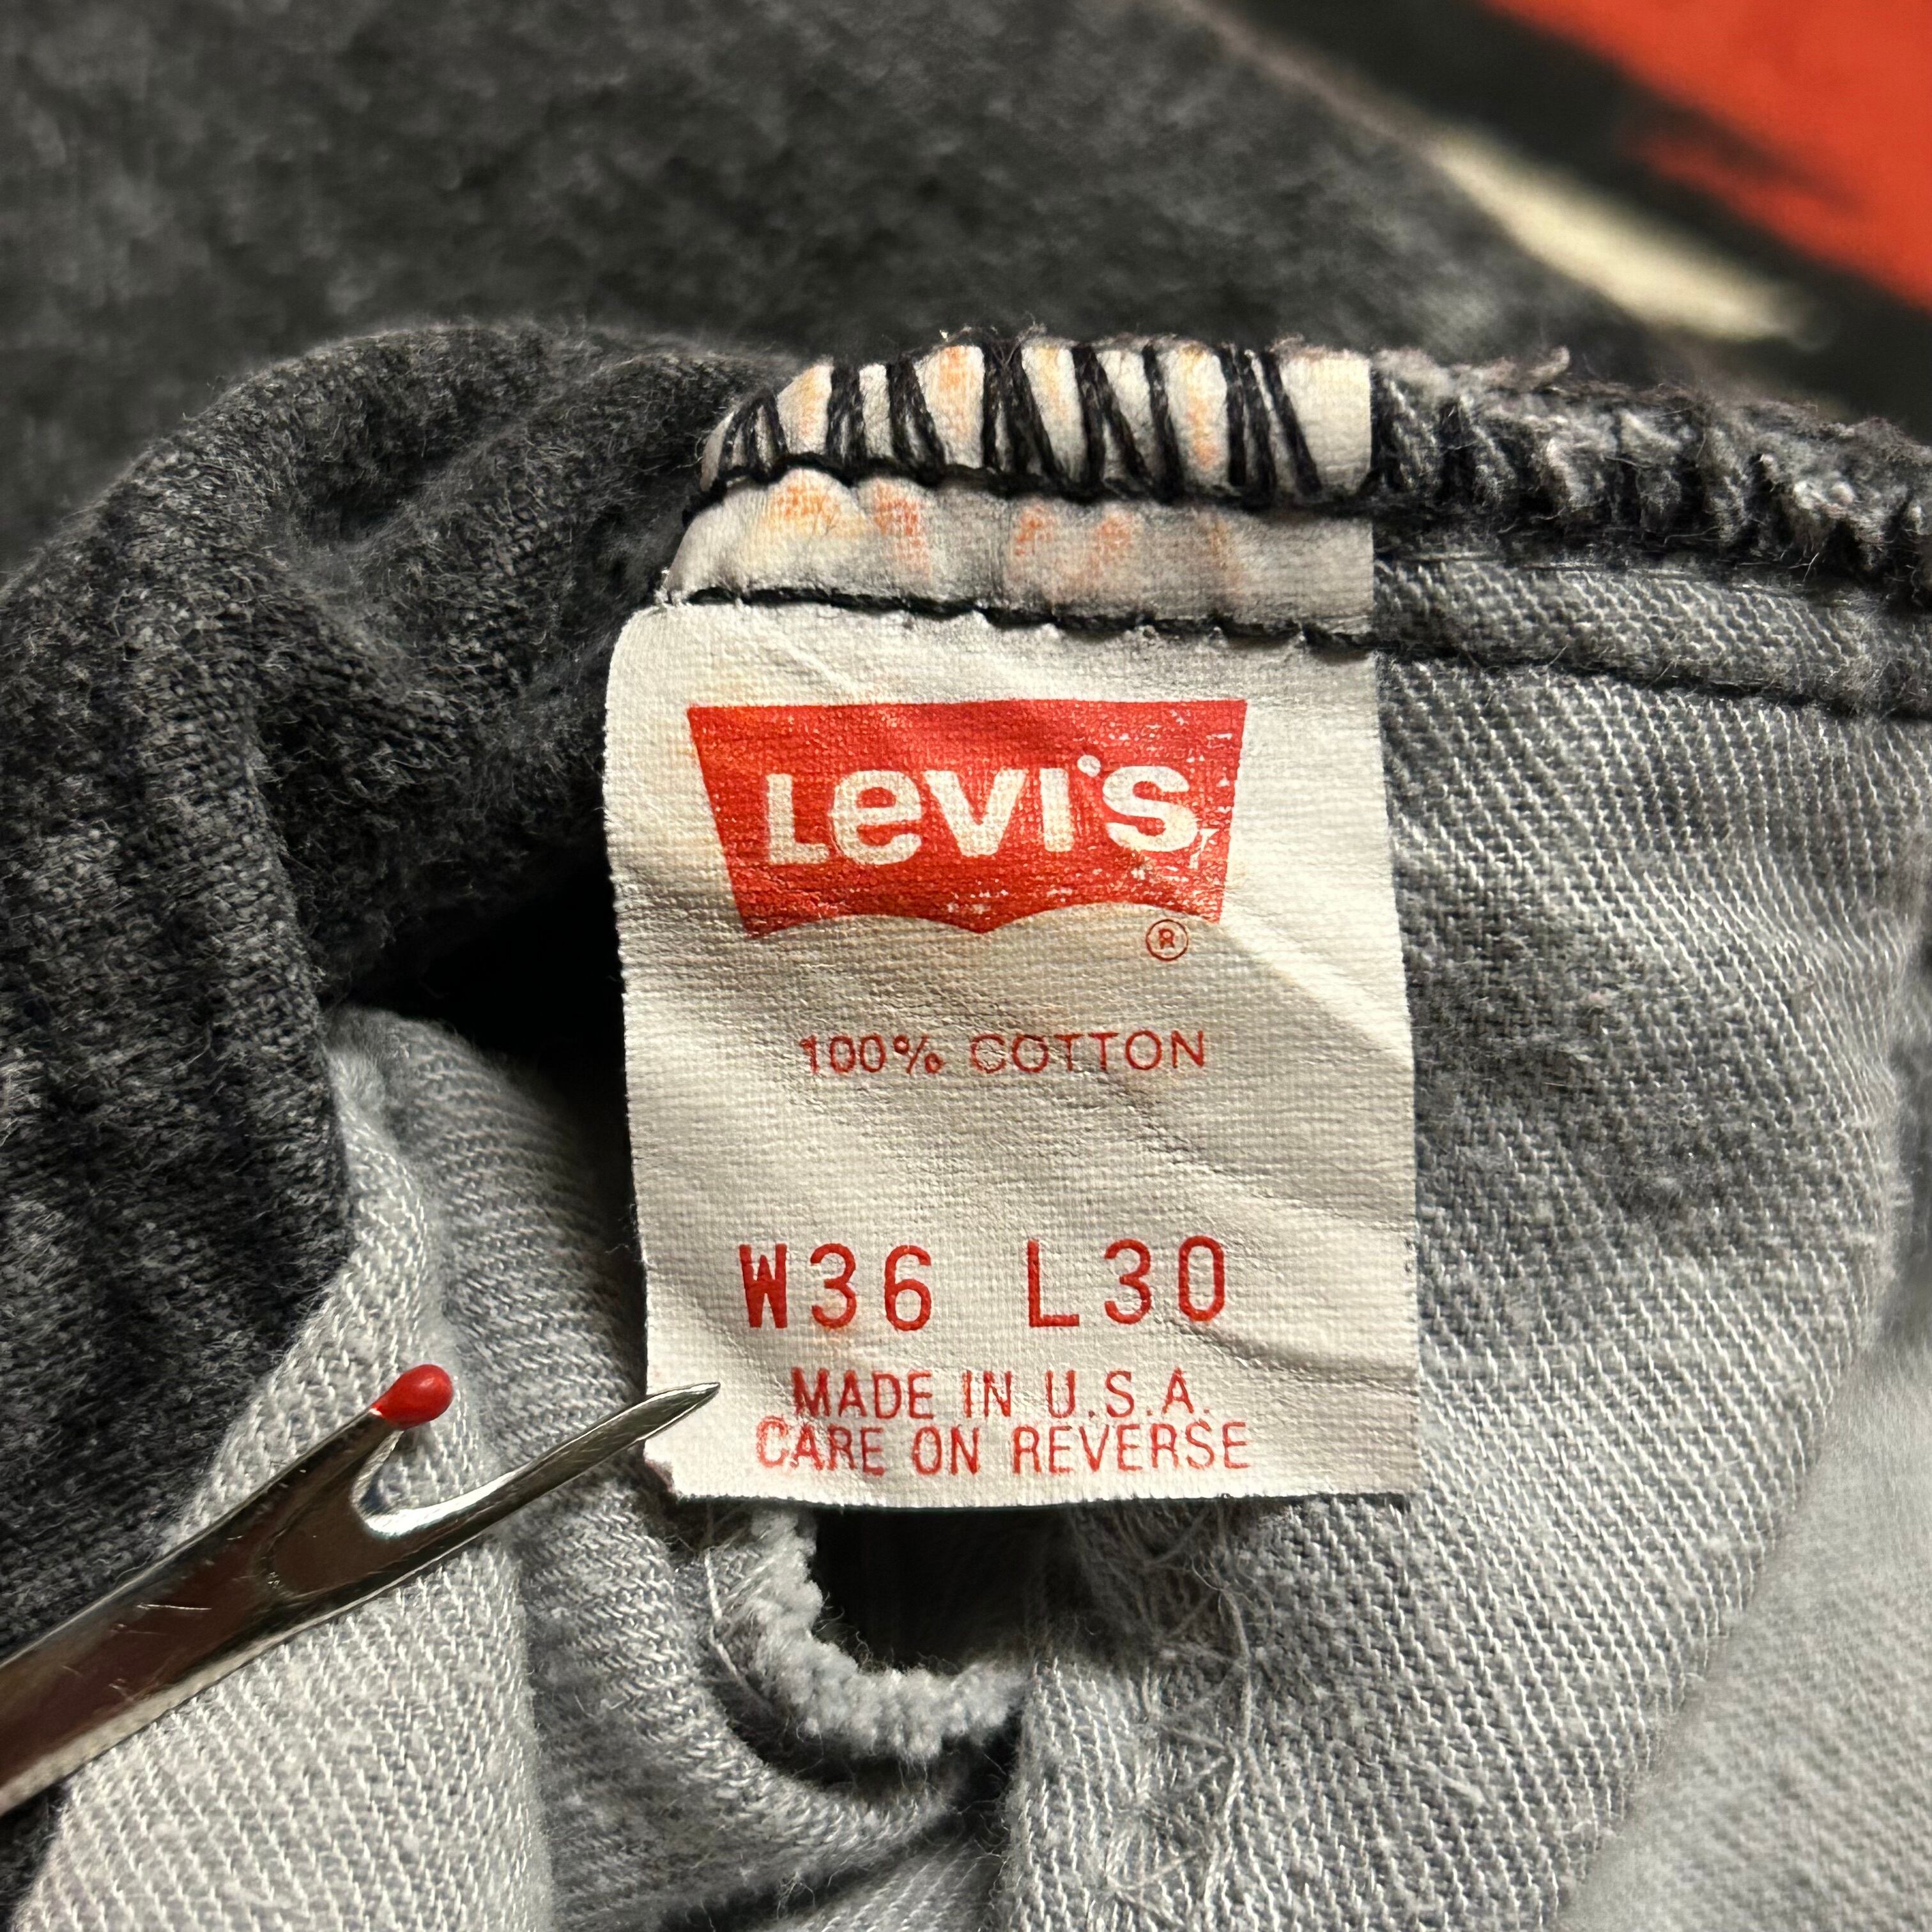 Levi's
®
100% COTTON
W36 L30
MADE IN U.S.A.
CARE ON REVERSE